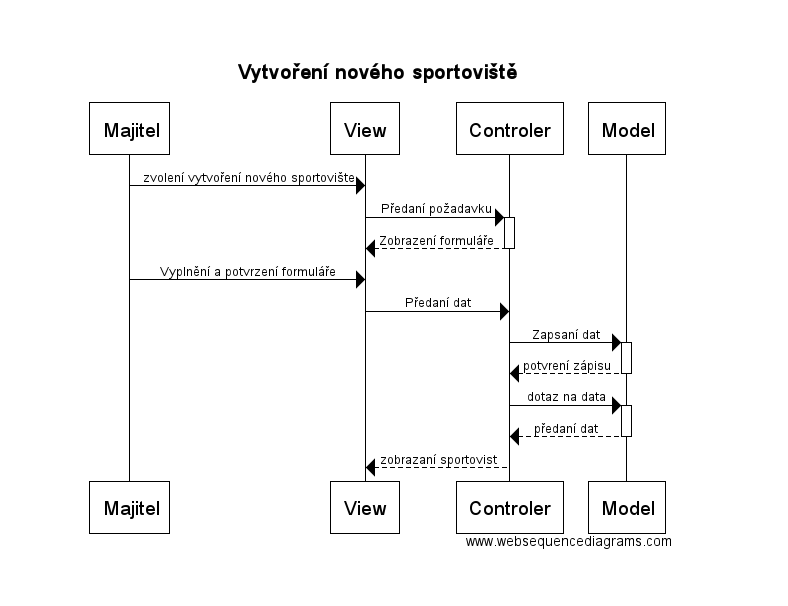 Vytvoření nového sportoviště
Majitel
View
Controler
Model
zvolení vytvoření nového sportovište
Předaní požadavku
Zobrazení formuláře
Vyplnění a potvrzení formuláře
Předaní dat
Zapsaní dat
potvrení zápisu
dotaz na data
předaní dat
zobrazaní sportovist
Majitel
View
Controler
Model
www.websequencediagrams.com